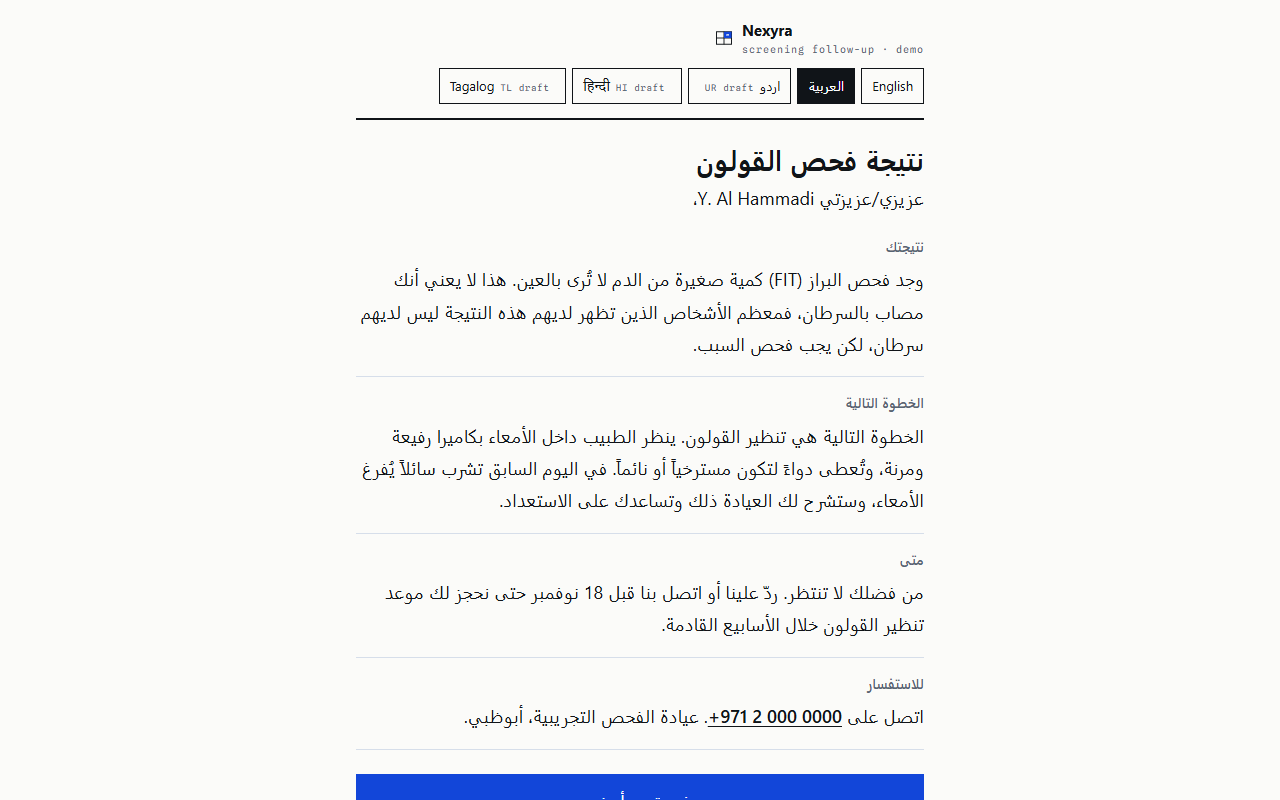 Nexyra
screening follow-up · demo
English
العربية
اردو UR draft
हिन्दी HI draft
Tagalog TL draft
نتيجة فحص القولون
عزيزي/عزيزتي Y. Al Hammadi،
نتيجتك
وجد فحص البراز (FIT) كمية صغيرة من الدم لا تُرى بالعين. هذا لا يعني أنك
مصاب بالسرطان، فمعظم الأشخاص الذين تظهر لديهم هذه النتيجة ليس لديهم
سرطان، لكن يجب فحص السبب.
الخطوة التالية
الخطوة التالية هي تنظير القولون. ينظر الطبيب داخل الأمعاء بكاميرا رفيعة
ومرنة، وتُعطى دواءً لتكون مسترخياً أو نائماً. في اليوم السابق تشرب سائلاً يُفرغ
الأمعاء، وستشرح لك العيادة ذلك وتساعدك على الاستعداد.
متى
من فضلك لا تنتظر. ردّ علينا أو اتصل بنا قبل 18 نوفمبر حتى نحجز لك موعد
تنظير القولون خلال الأسابيع القادمة.
للاستفسار
اتصل على +971 2 000 0000. عيادة الفحص التجريبية، أبوظبي.